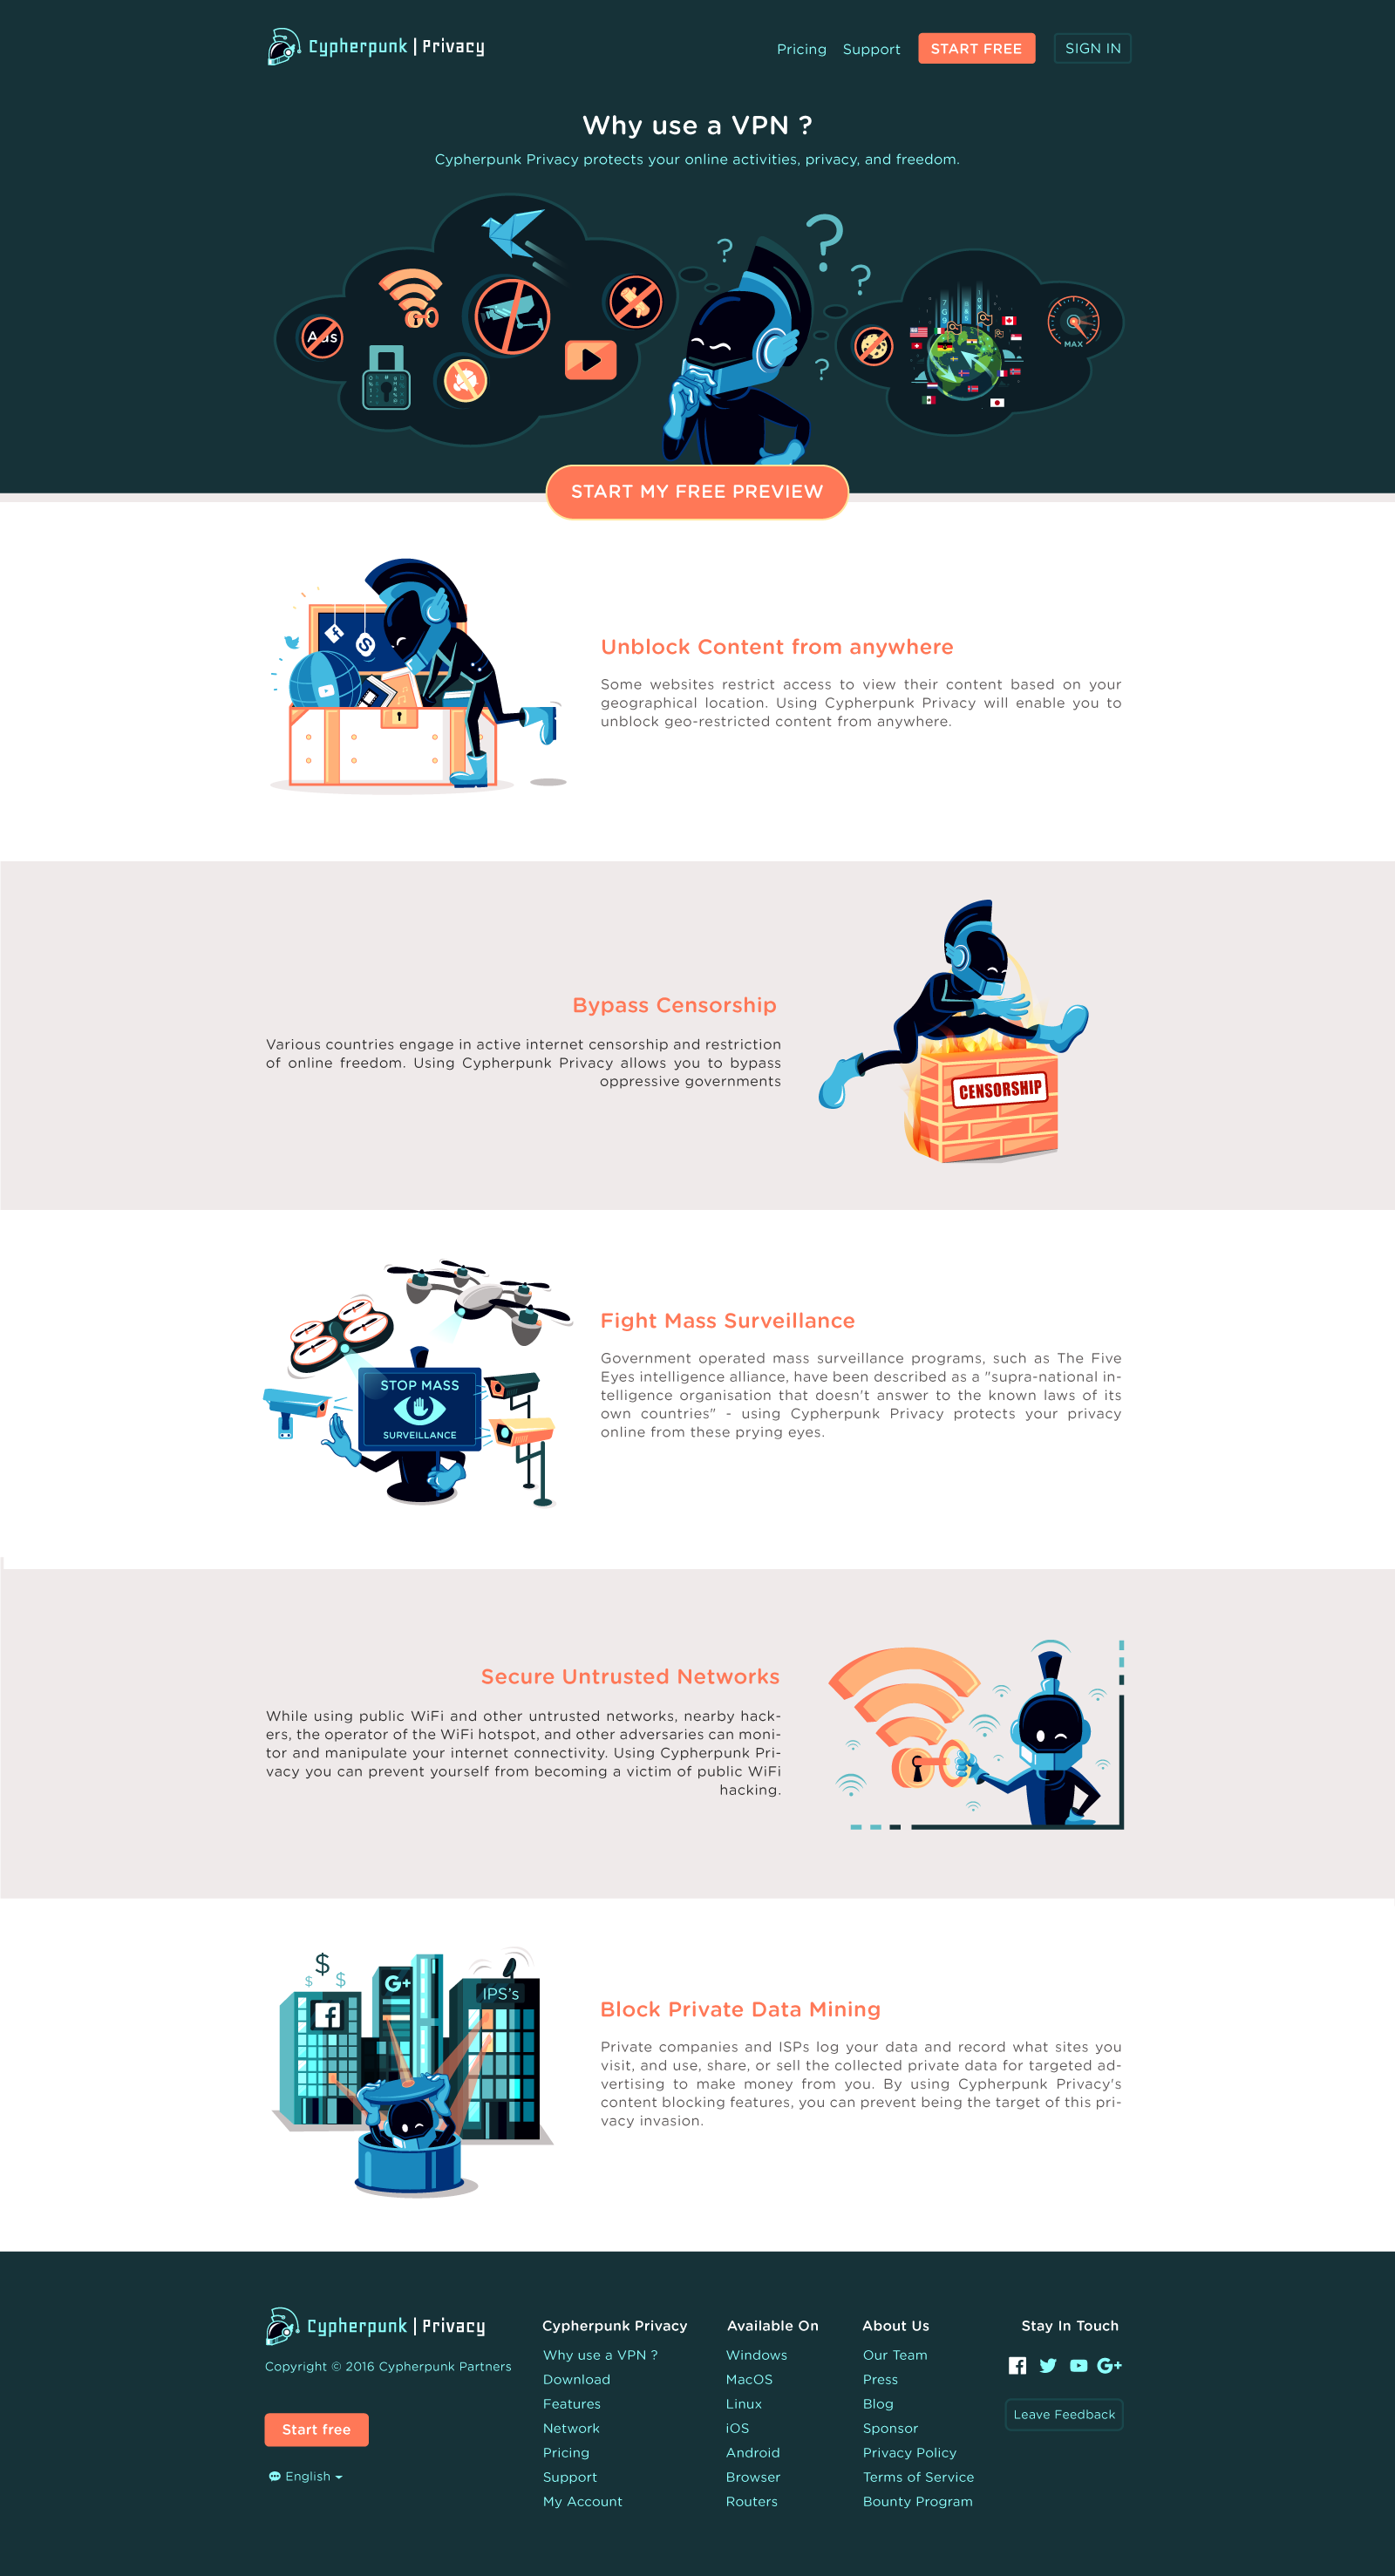 Cypherpunk | Privacy
Pricing
Support
START FREE
SIGN IN
Why use a VPN ?
Cypherpunk Privacy protects your online activities, privacy, and freedom.
?
?
?
?
Ads
MAX
START MY FREE PREVIEW
Unblock Content from anywhere
Some websites restrict access to view their content based on your
geographical location. Using Cypherpunk Privacy will enable you to
unblock geo-restricted content from anywhere.
Bypass Censorship
Various countries engage in active internet censorship and restriction
of online freedom. Using Cypherpunk Privacy allows you to bypass
oppressive governments
CENSORSHIP
STOP MASS
SURVEILLANCE
Fight Mass Surveillance
Government operated mass surveillance programs, such as The Five
Eyes intelligence alliance, have been described as a "supra-national in-
telligence organisation that doesn't answer to the known laws of its
own countries" - using Cypherpunk Privacy protects your privacy
online from these prying eyes.
Secure Untrusted Networks
While using public WiFi and other untrusted networks, nearby hack-
ers, the operator of the WiFi hotspot, and other adversaries can moni-
tor and manipulate your internet connectivity. Using Cypherpunk Pri-
vacy you can prevent yourself from becoming a victim of public WiFi
hacking.
$
$
$
G+
IPS's
Block Private Data Mining
Private companies and ISPs log your data and record what sites you
visit, and use, share, or sell the collected private data for targeted ad-
vertising to make money from you. By using Cypherpunk Privacy's
content blocking features, you can prevent being the target of this pri-
vacy invasion.
Cypherpunk | Privacy
Copyright © 2016 Cypherpunk Partners
Start free
English
Cypherpunk Privacy
Why use a VPN ?
Download
Features
Network
Pricing
Support
My Account
Available On
Windows
MacOS
Linux
iOS
Android
Browser
Routers
About Us
Our Team
Press
Blog
Sponsor
Privacy Policy
Terms of Service
Bounty Program
Stay In Touch
G+
Leave Feedback